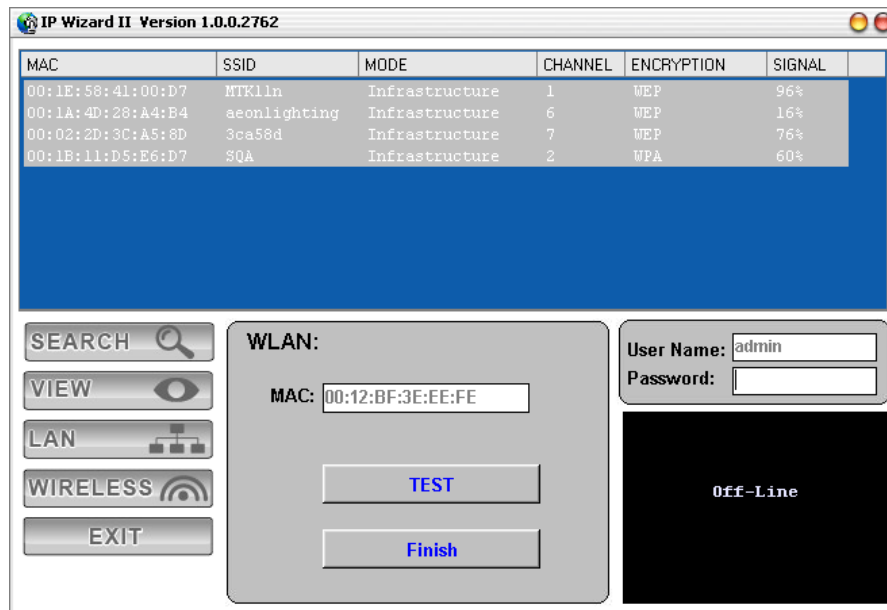 IP Wizard II Version 1.0.0.2762
MAC SSID MODE CHANNEL ENCRYPTION SIGNAL
00:1E:58:41:00:D7 MTK11n Infrastructure 1 WEP 96%
00:1A:4D:28:A4:B4 aeonlighting Infrastructure 6 WEP 16%
00:02:2D:3C:A5:8D 3ca58d Infrastructure 7 WEP 76%
00:1B:11:D5:E6:D7 SQA Infrastructure 2 WPA 60%
SEARCH
VIEW
LAN
WIRELESS
EXIT
WLAN:
MAC: 00:12:BF:3E:EE:FE
TEST
Finish
User Name: admin
Password:
Off-Line